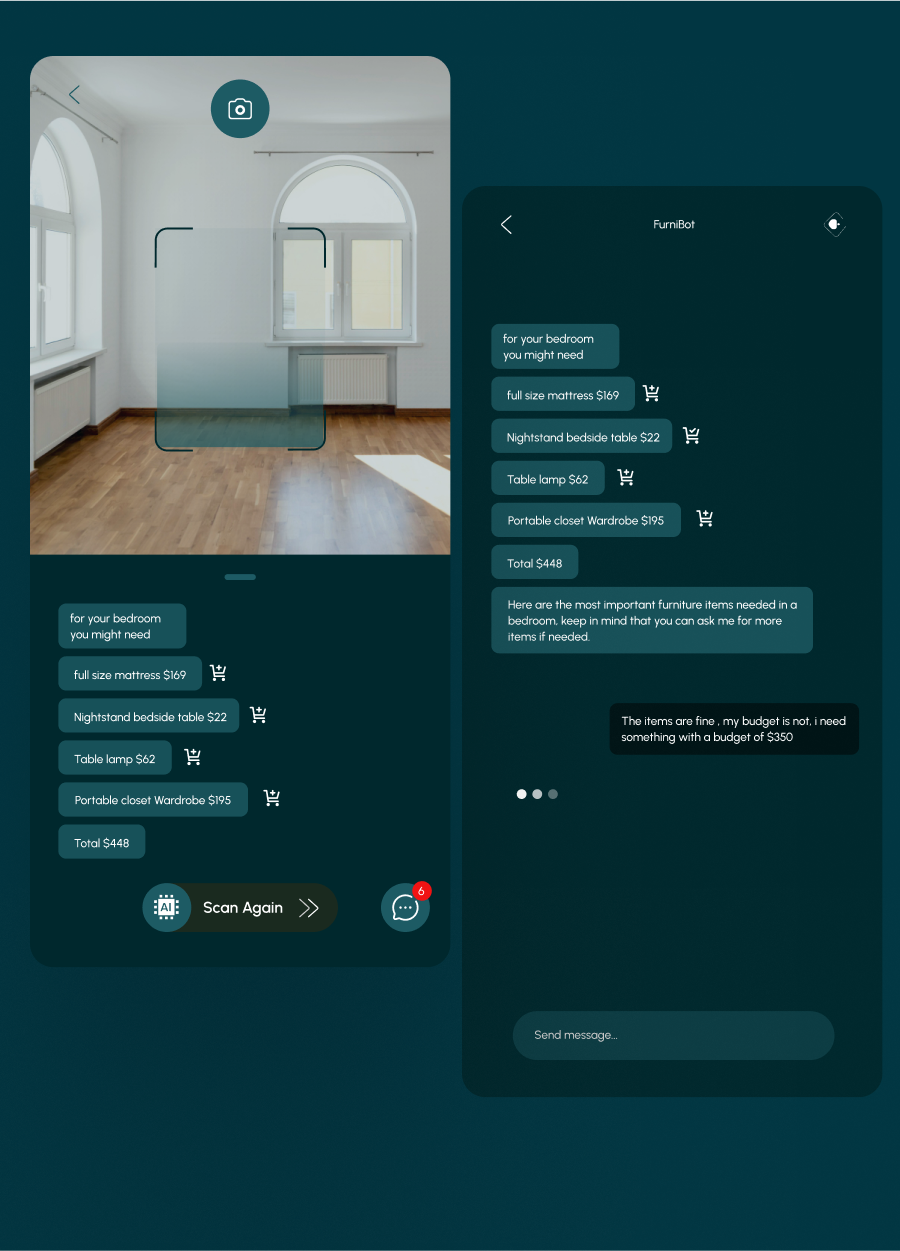 for your bedroom
you might need
full size mattress $169
Nightstand bedside table $22
Table lamp $62
Portable closet Wardrobe $195
Total $448
AI
Scan Again
6
FurniBot
for your bedroom
you might need
full size mattress $169
Nightstand bedside table $22
Table lamp $62
Portable closet Wardrobe $195
Total $448
Here are the most important furniture items needed in a
bedroom, keep in mind that you can ask me for more
items if needed.
The items are fine , my budget is not, i need
something with a budget of $350
Send message...